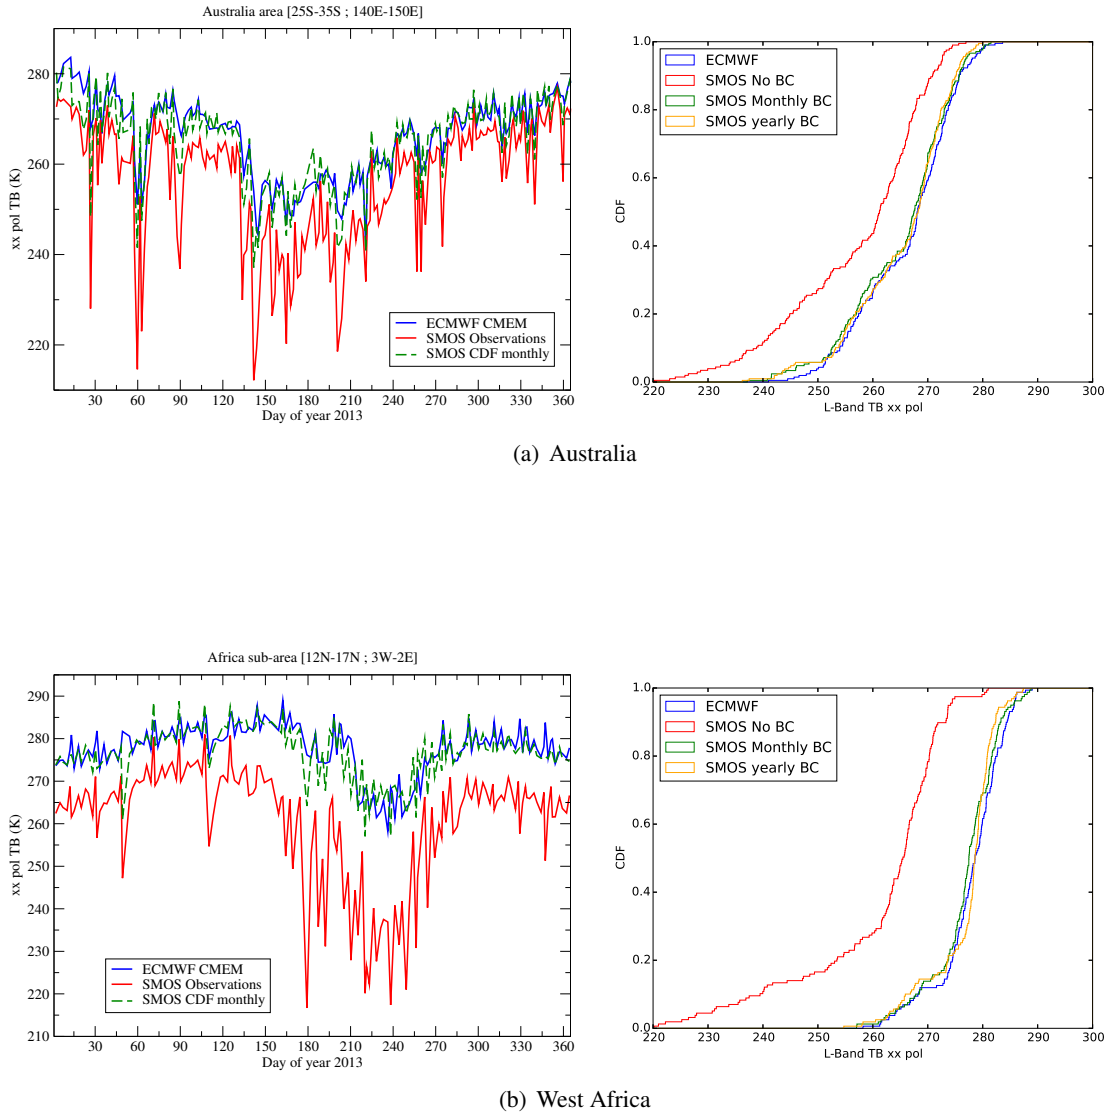 Australia area [25S-35S ; 140E-150E]
280
260
240
220
xx pol TB (K)
ECMWF CMEM
SMOS Observations
SMOS CDF monthly
30 60 90 120 150 180 210 240 270 300 330 360
Day of year 2013
1.0
0.8
0.6
0.4
0.2
0.0
CDF
ECMWF
SMOS No BC
SMOS Monthly BC
SMOS yearly BC
220 230 240 250 260 270 280 290 300
L-Band TB xx pol
(a) Australia
Africa sub-area [12N-17N ; 3W-2E]
290
280
270
260
250
240
230
220
210
xx pol TB (K)
ECMWF CMEM
SMOS Observations
SMOS CDF monthly
30 60 90 120 150 180 210 240 270 300 330 360
Day of year 2013
1.0
0.8
0.6
0.4
0.2
0.0
CDF
ECMWF
SMOS No BC
SMOS Monthly BC
SMOS yearly BC
220 230 240 250 260 270 280 290 300
L-Band TB xx pol
(b) West Africa